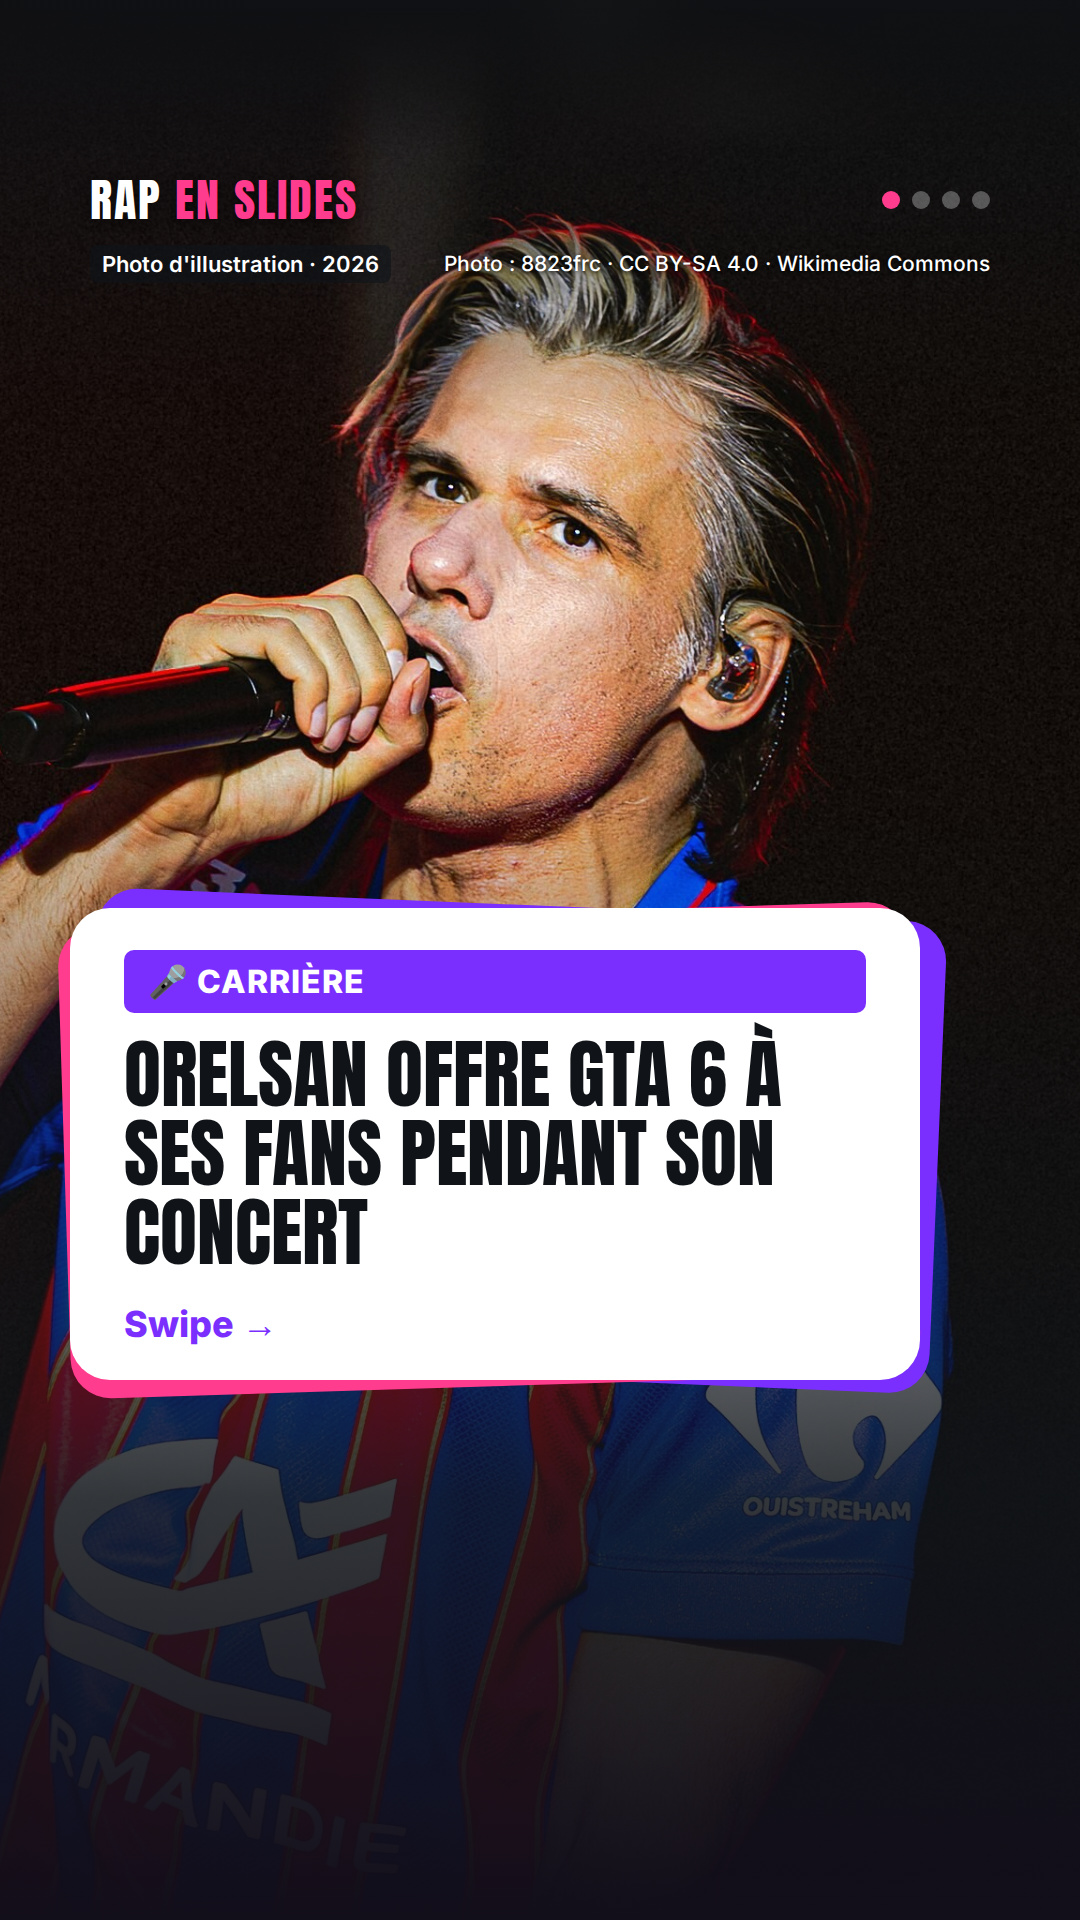 RAP EN SLIDES
Photo d'illustration · 2026
Photo : 8823frc · CC BY-SA 4.0 · Wikimedia Commons
🎤 CARRIÈRE
ORELSAN OFFRE GTA 6 À
SES FANS PENDANT SON
CONCERT
Swipe →
OUISTREHAM
RMANDIE